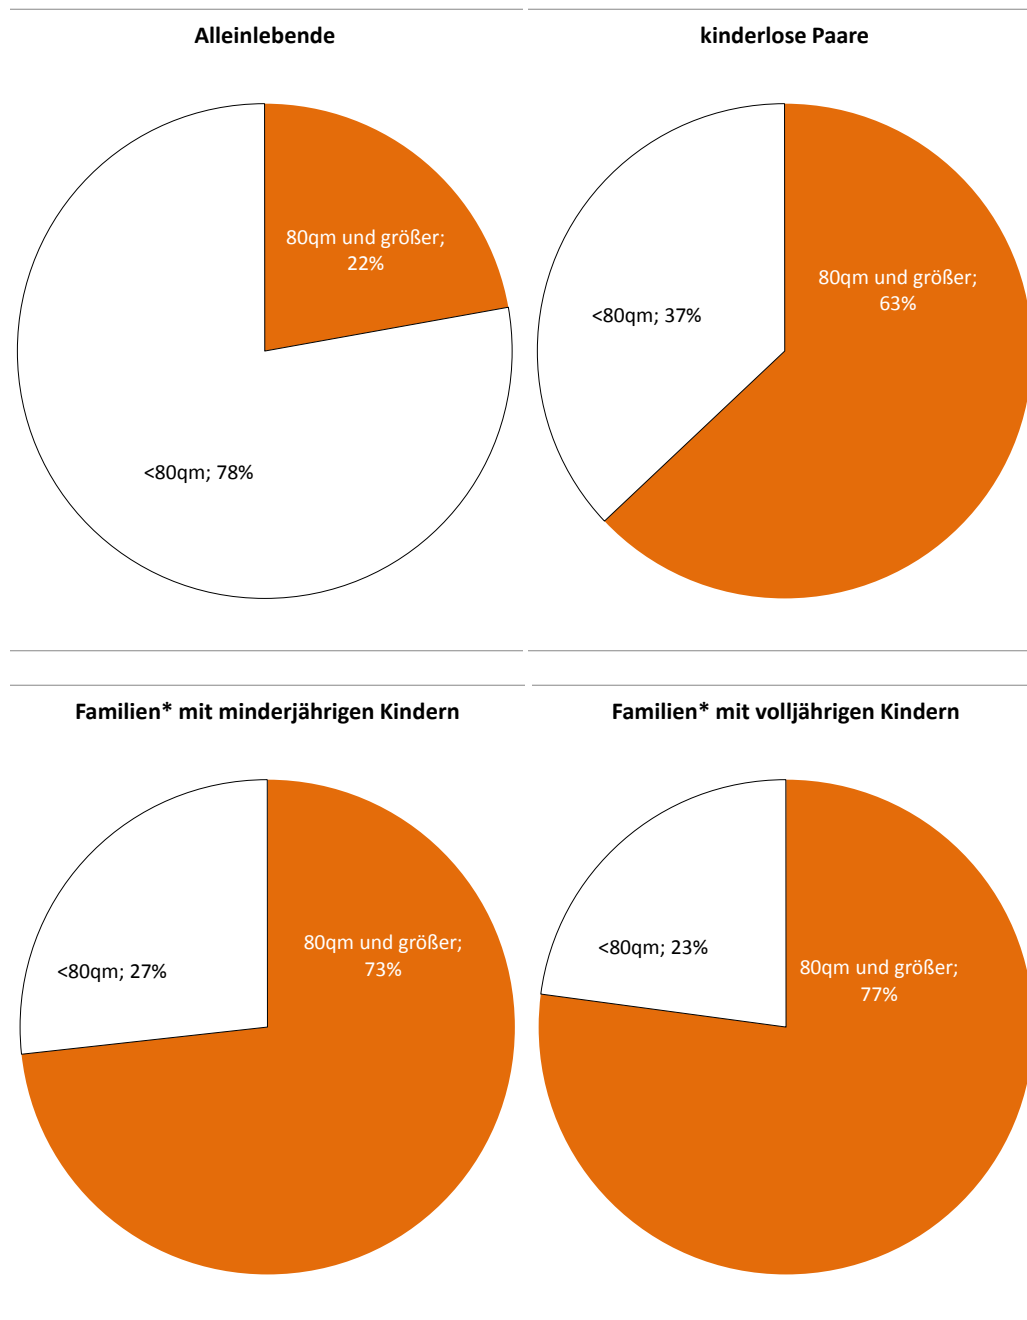 Alleinlebende
80qm und größer;
22%
<80qm; 78%
kinderlose Paare
80qm und größer;
63%
<80qm; 37%
Familien* mit minderjährigen Kindern
80qm und größer;
73%
<80qm; 27%
Familien* mit volljährigen Kindern
80qm und größer;
77%
<80qm; 23%